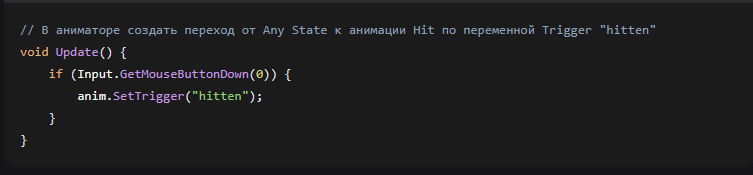 // В аниматоре создать переход от Any State к анимации Hit по переменной Trigger "hitten"
void Update() {
    if (Input.GetMouseButtonDown(0)) {
        anim.SetTrigger("hitten");
    }
}